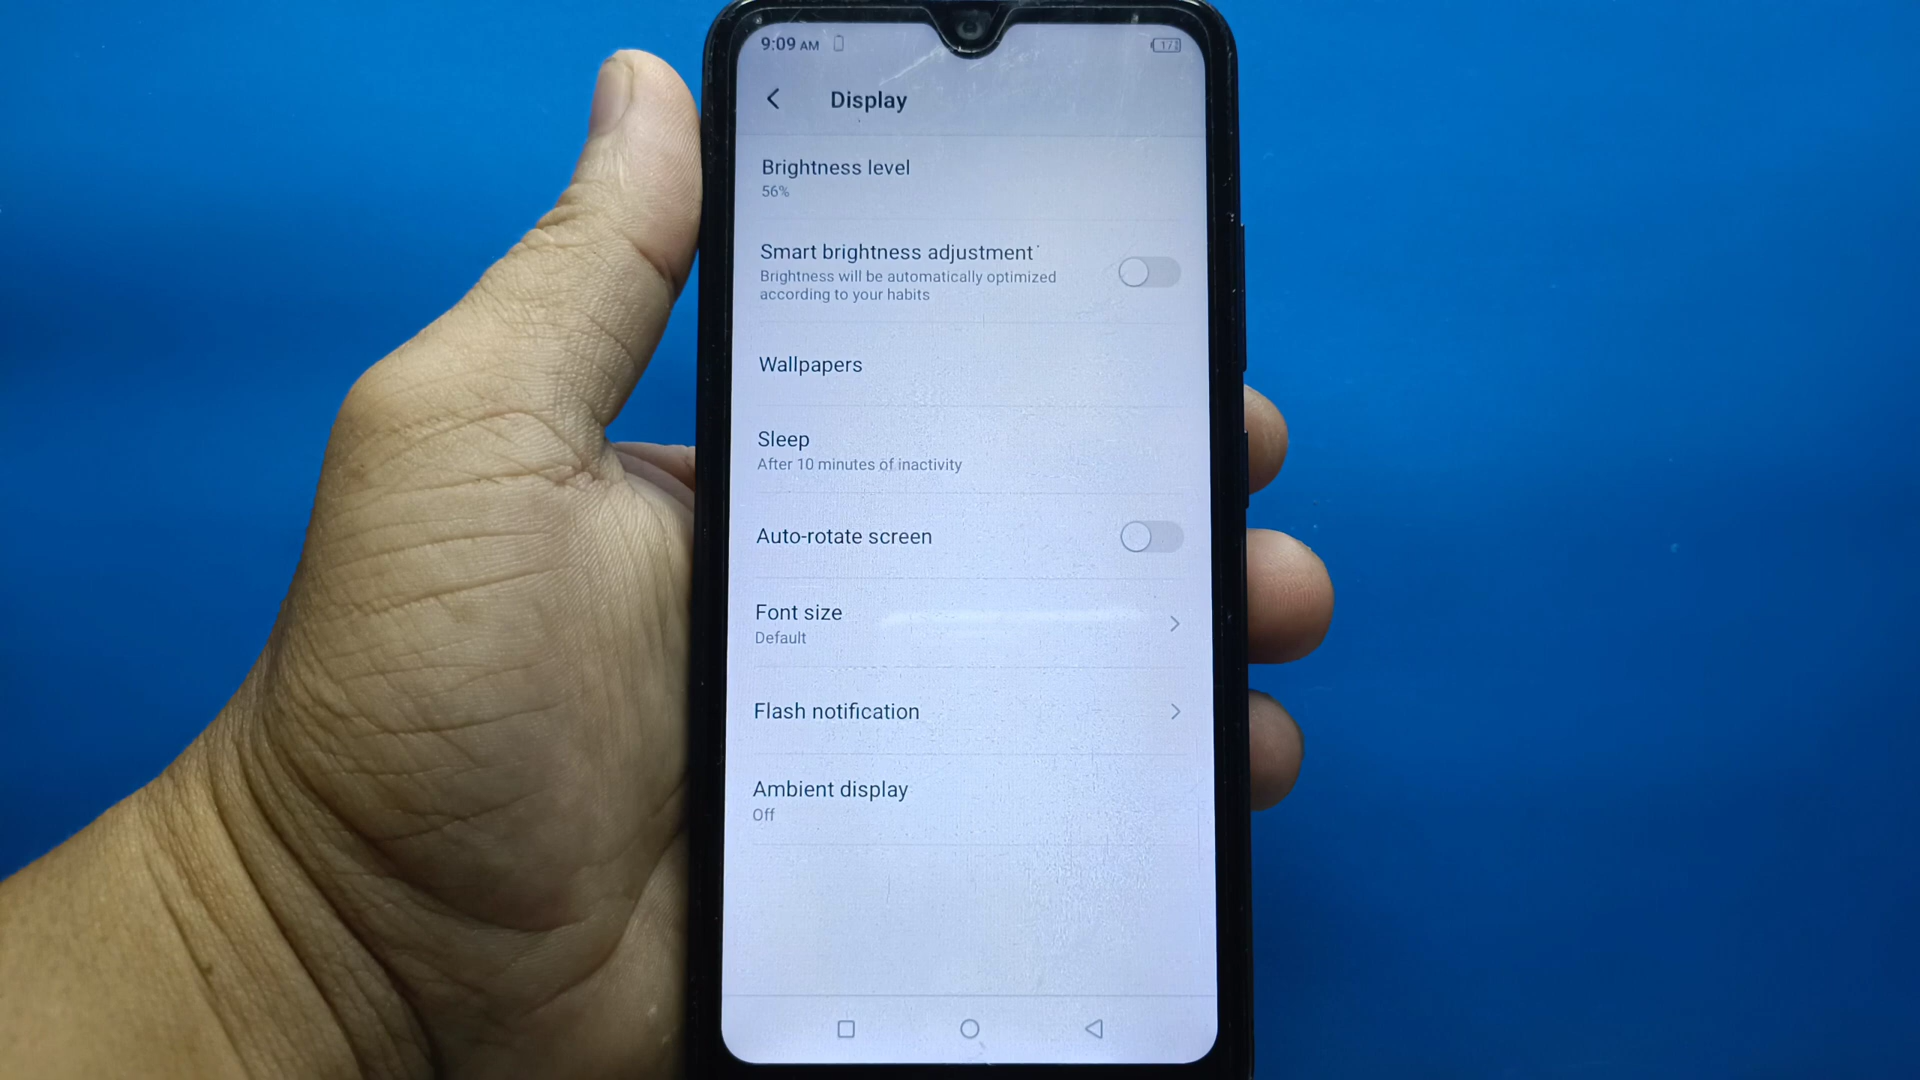 9:09 AM
17
Display
Brightness level
56%
Smart brightness adjustment
Brightness will be automatically optimized
according to your habits
Wallpapers
Sleep
After 10 minutes of inactivity
Auto-rotate screen
Font size
Default
Flash notification
Ambient display
Off